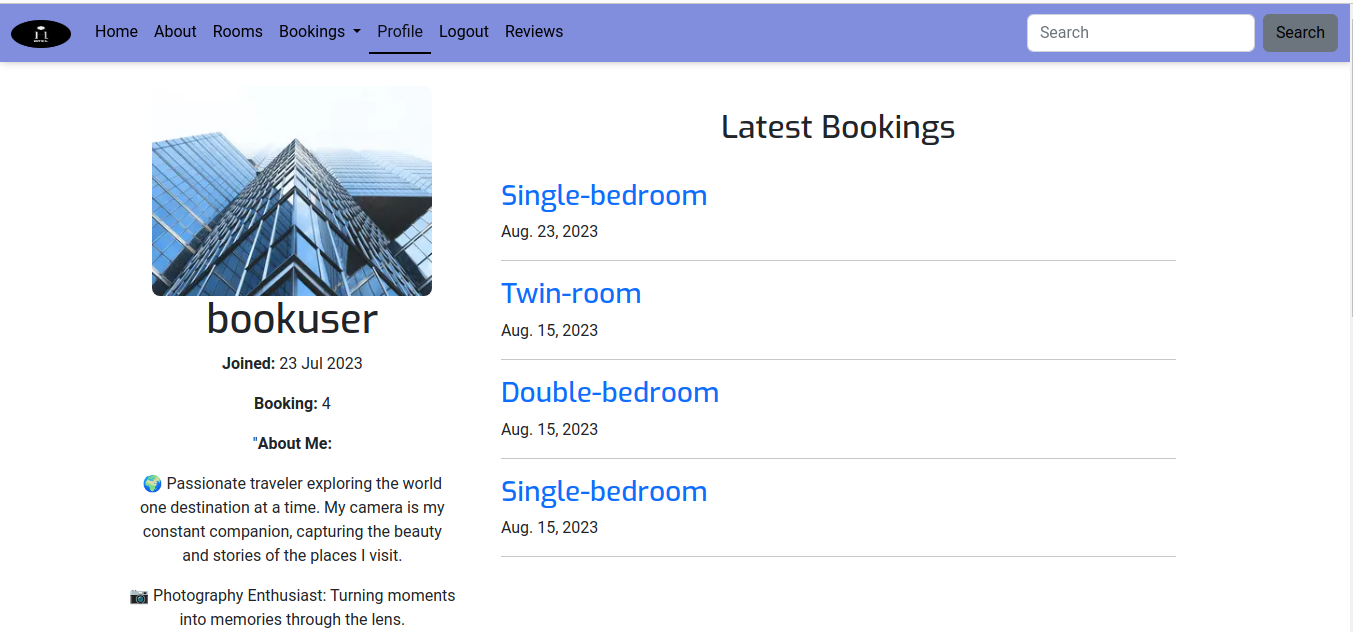 Home About Rooms Bookings Profile Logout Reviews Search Search
bookuser
Joined: 23 Jul 2023
Booking: 4
"About Me:
🌍 Passionate traveler exploring the world
one destination at a time. My camera is my
constant companion, capturing the beauty
and stories of the places I visit.
📷 Photography Enthusiast: Turning moments
into memories through the lens.
Latest Bookings
Single-bedroom
Aug. 23, 2023
Twin-room
Aug. 15, 2023
Double-bedroom
Aug. 15, 2023
Single-bedroom
Aug. 15, 2023